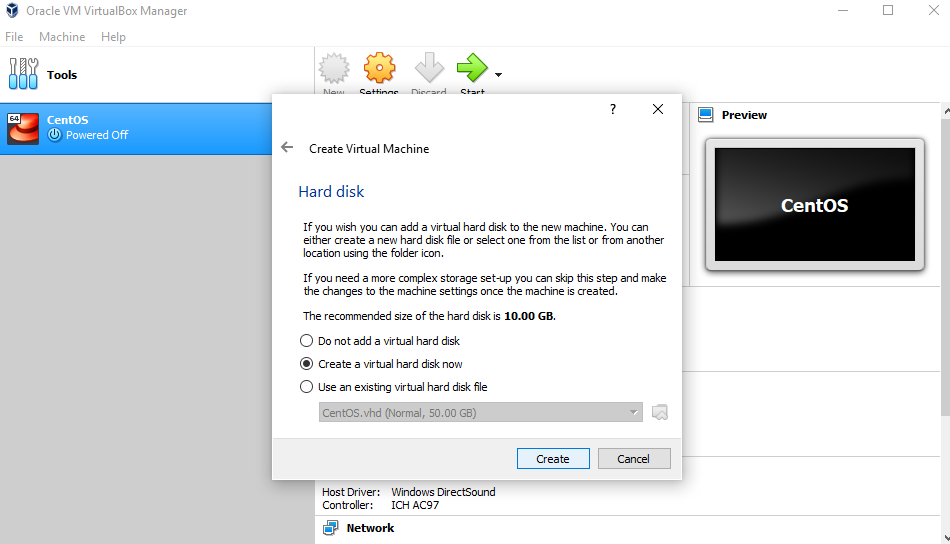 Oracle VM VirtualBox Manager
File Machine Help
Tools
New Settings Discard Start
64
CentOS
Powered Off
?
Create Virtual Machine
Hard disk
If you wish you can add a virtual hard disk to the new machine. You can
either create a new hard disk file or select one from the list or from another
location using the folder icon.
If you need a more complex storage set-up you can skip this step and make
the changes to the machine settings once the machine is created.
The recommended size of the hard disk is 10.00 GB.
Do not add a virtual hard disk
Create a virtual hard disk now
Use an existing virtual hard disk file
CentOS.vhd (Normal, 50.00 GB)
Create Cancel
Preview
CentOS
Host Driver: Windows DirectSound
Controller: ICH AC97
Network